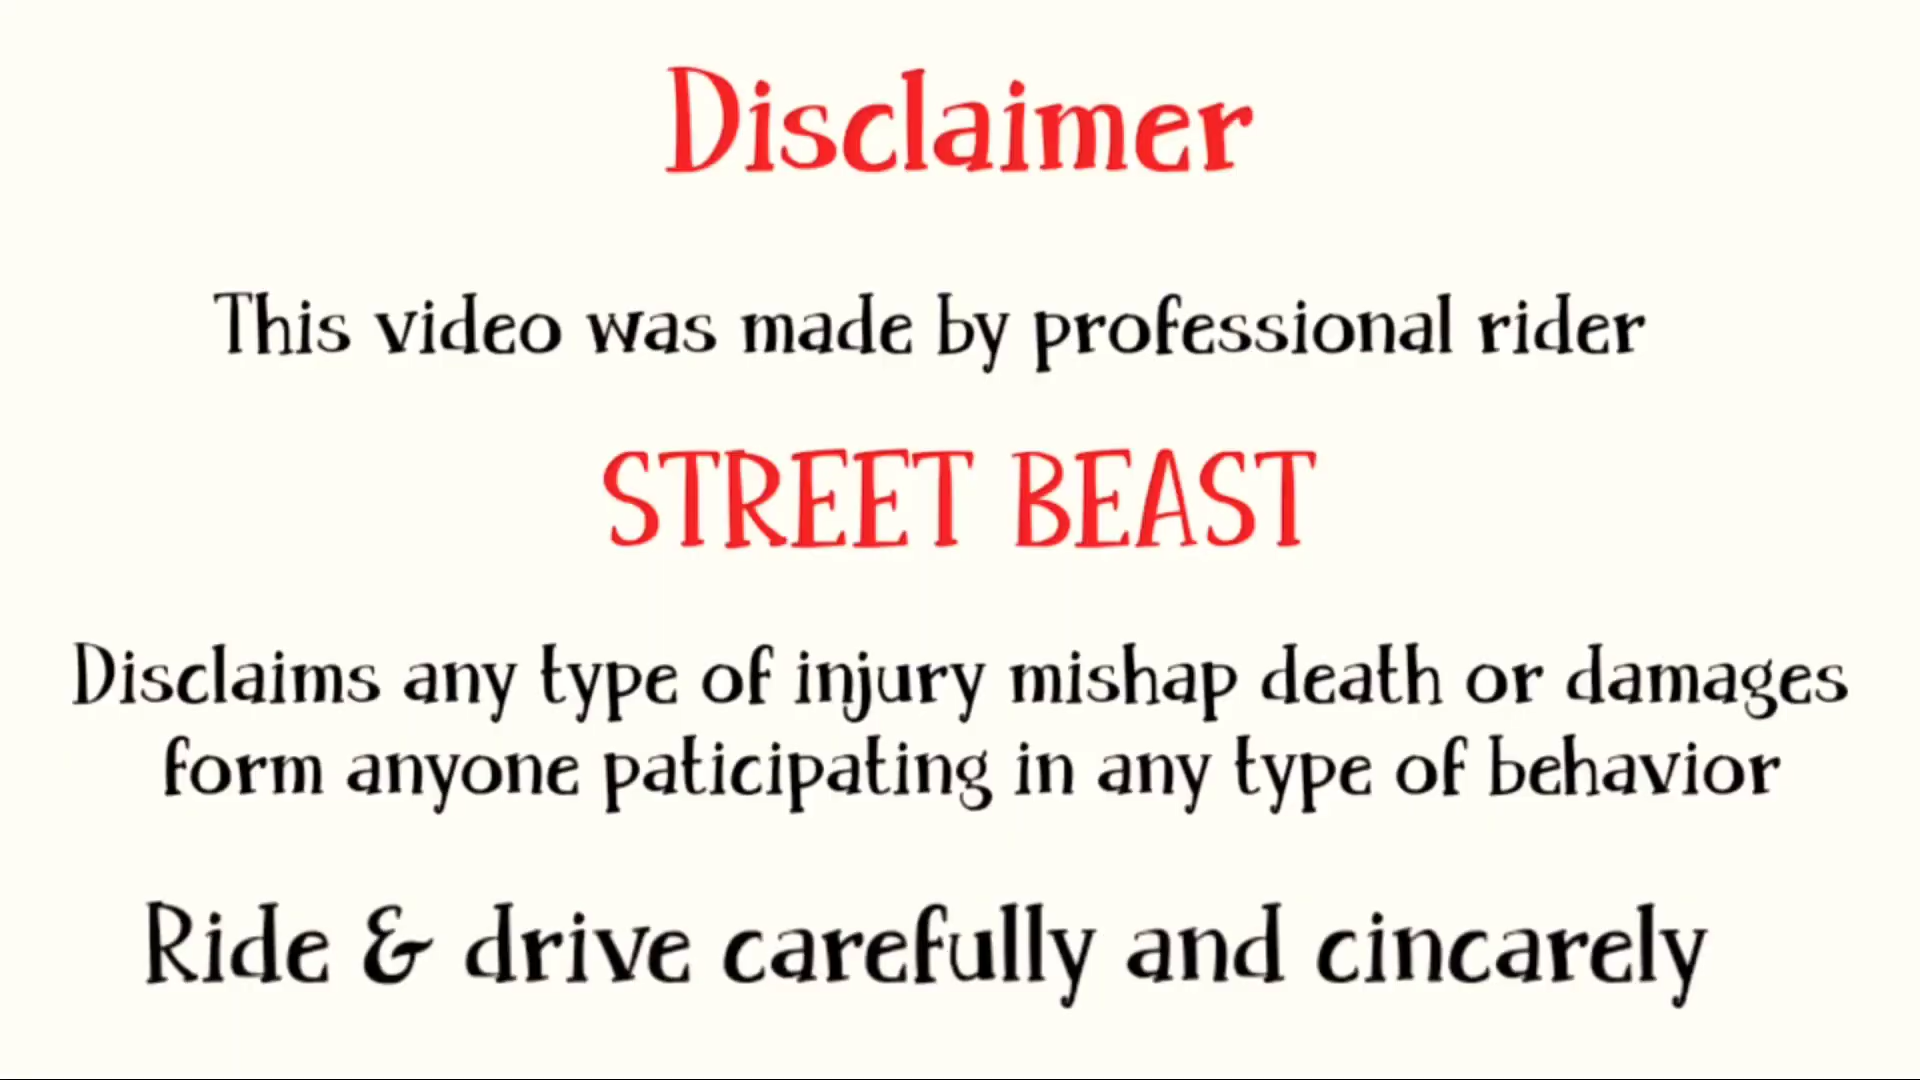 Disclaimer
This video was made by professional rider
STREET BEAST
Disclaims any type of injury mishap death or damages
form anyone paticipating in any type of behavior
Ride & drive carefully and cincarely